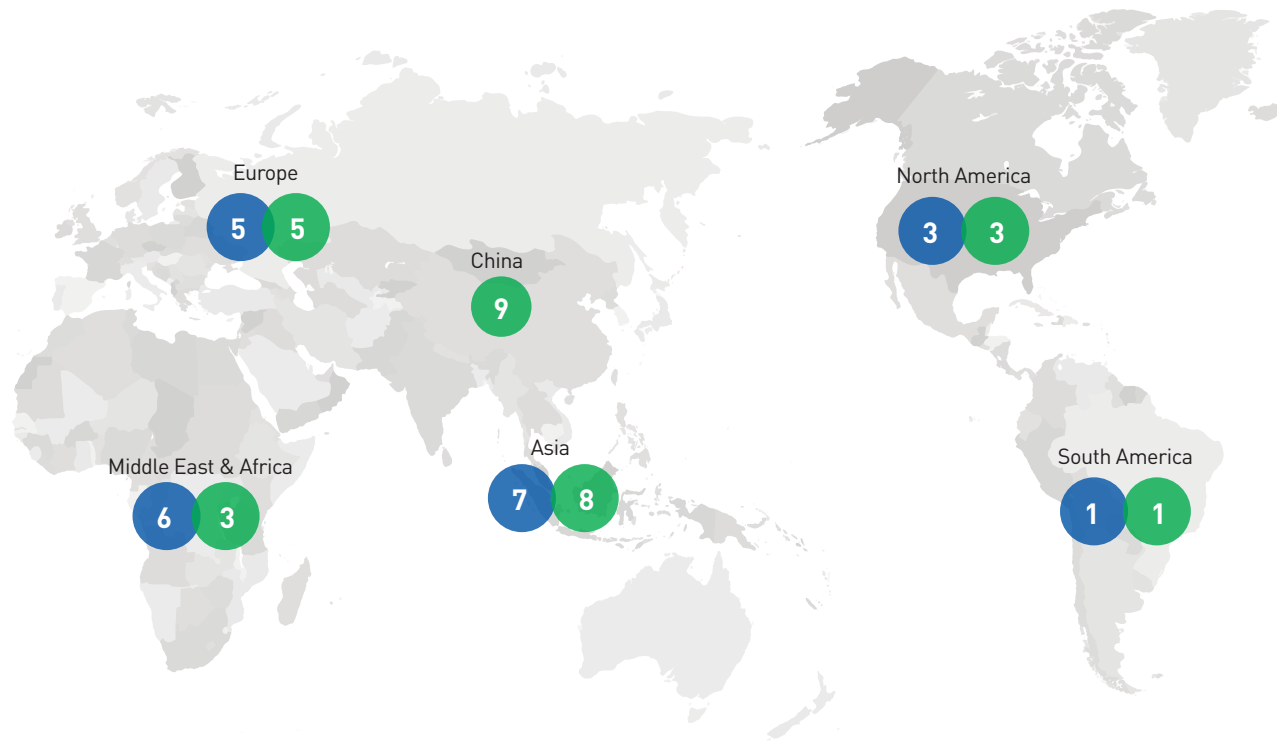 Europe
5 5
North America
3 3
China
9
Asia
7 8
Middle East & Africa
6 3
South America
1 1